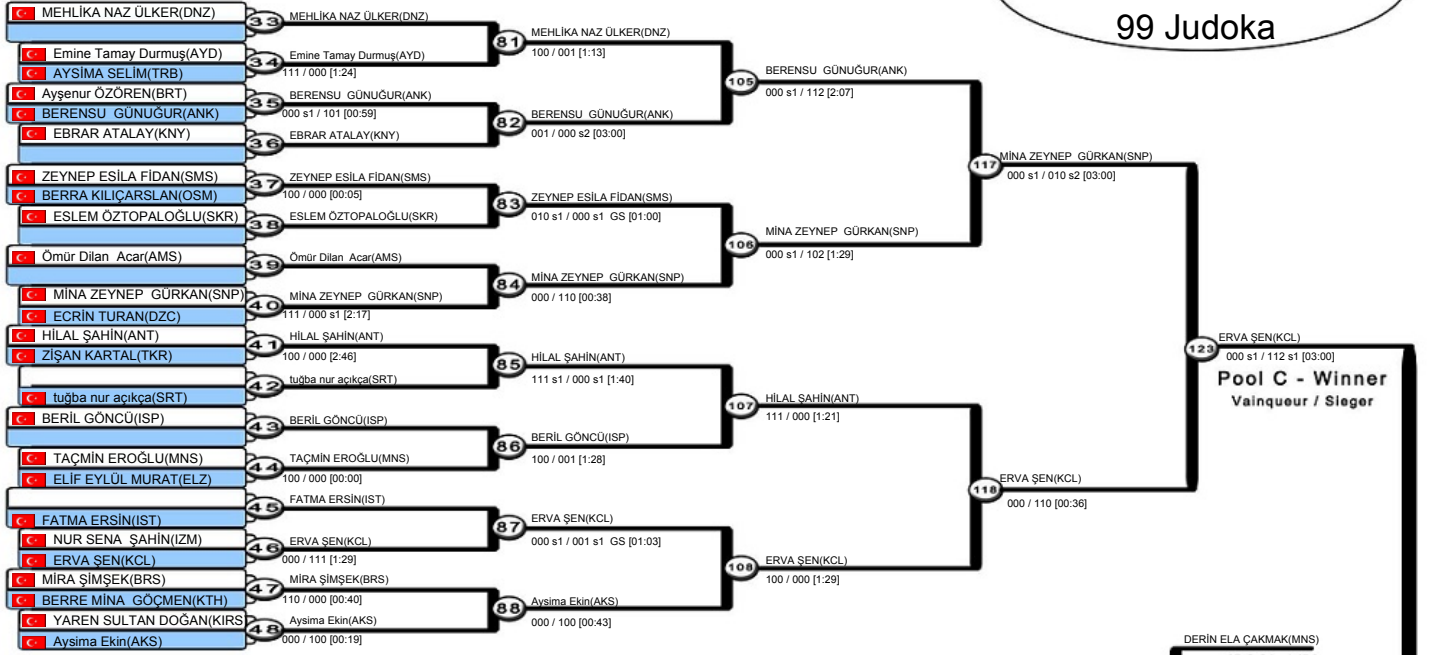 99 Judoka
MEHLİKA NAZ ÜLKER(DNZ)
Emine Tamay Durmuş(AYD)
AYSİMA SELİM(TRB)
Ayşenur ÖZÖREN(BRT)
BERENSU GÜNUĞUR(ANK)
EBRAR ATALAY(KNY)
ZEYNEP ESİLA FİDAN(SMS)
BERRA KILIÇARSLAN(OSM)
ESLEM ÖZTOPALOĞLU(SKR)
Ömür Dilan Acar(AMS)
MİNA ZEYNEP GÜRKAN(SNP)
ECRİN TURAN(DZC)
HİLAL ŞAHİN(ANT)
ZİŞAN KARTAL(TKR)
tuğba nur açıkça(SRT)
BERİL GÖNCÜ(ISP)
TAÇMİN EROĞLU(MNS)
ELİF EYLÜL MURAT(ELZ)
FATMA ERSİN(IST)
NUR SENA ŞAHİN(IZM)
ERVA ŞEN(KCL)
MİRA ŞİMŞEK(BRS)
BERRE MİNA GÖÇMEN(KTH)
YAREN SULTAN DOĞAN(KIRS
Aysima Ekin(AKS)
33 MEHLİKA NAZ ÜLKER(DNZ)
34 Emine Tamay Durmuş(AYD)
111 / 000 [1:24]
35 BERENSU GÜNUĞUR(ANK)
000 s1 / 101 [00:59]
36 EBRAR ATALAY(KNY)
37 ZEYNEP ESİLA FİDAN(SMS)
100 / 000 [00:05]
38 ESLEM ÖZTOPALOĞLU(SKR)
39 Ömür Dilan Acar(AMS)
40 MİNA ZEYNEP GÜRKAN(SNP)
111 / 000 s1 [2:17]
41 HİLAL ŞAHİN(ANT)
100 / 000 [2:46]
42 tuğba nur açıkça(SRT)
43 BERİL GÖNCÜ(ISP)
44 TAÇMİN EROĞLU(MNS)
100 / 000 [00:00]
45 FATMA ERSİN(IST)
46 ERVA ŞEN(KCL)
000 / 111 [1:29]
47 MİRA ŞİMŞEK(BRS)
110 / 000 [00:40]
48 Aysima Ekin(AKS)
000 / 100 [00:19]
81 MEHLİKA NAZ ÜLKER(DNZ)
100 / 001 [1:13]
82 BERENSU GÜNUĞUR(ANK)
001 / 000 s2 [03:00]
83 ZEYNEP ESİLA FİDAN(SMS)
010 s1 / 000 s1 GS [01:00]
84 MİNA ZEYNEP GÜRKAN(SNP)
000 / 110 [00:38]
85 HİLAL ŞAHİN(ANT)
111 s1 / 000 s1 [1:40]
86 BERİL GÖNCÜ(ISP)
100 / 001 [1:28]
87 ERVA ŞEN(KCL)
000 s1 / 001 s1 GS [01:03]
88 Aysima Ekin(AKS)
000 / 100 [00:43]
105 BERENSU GÜNUĞUR(ANK)
000 s1 / 112 [2:07]
106 MİNA ZEYNEP GÜRKAN(SNP)
000 s1 / 102 [1:29]
107 HİLAL ŞAHİN(ANT)
111 / 000 [1:21]
108 ERVA ŞEN(KCL)
100 / 000 [1:29]
117 MİNA ZEYNEP GÜRKAN(SNP)
000 s1 / 010 s2 [03:00]
118 ERVA ŞEN(KCL)
000 / 110 [00:36]
123 ERVA ŞEN(KCL)
000 s1 / 112 s1 [03:00]
Pool C - Winner
Vainqueur / Sieger
DERİN ELA ÇAKMAK(MNS)